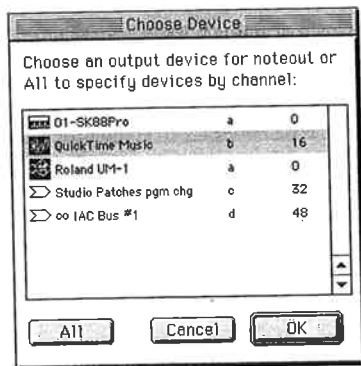 Choose Device
Choose an output device for noteout or
All to specify devices by channel:
01-SK88Pro a 0
QuickTime Music b 16
Roland UM-1 a 0
Studio Patches pgm chg c 32
∞ IAC Bus #1 d 48
All Cancel OK